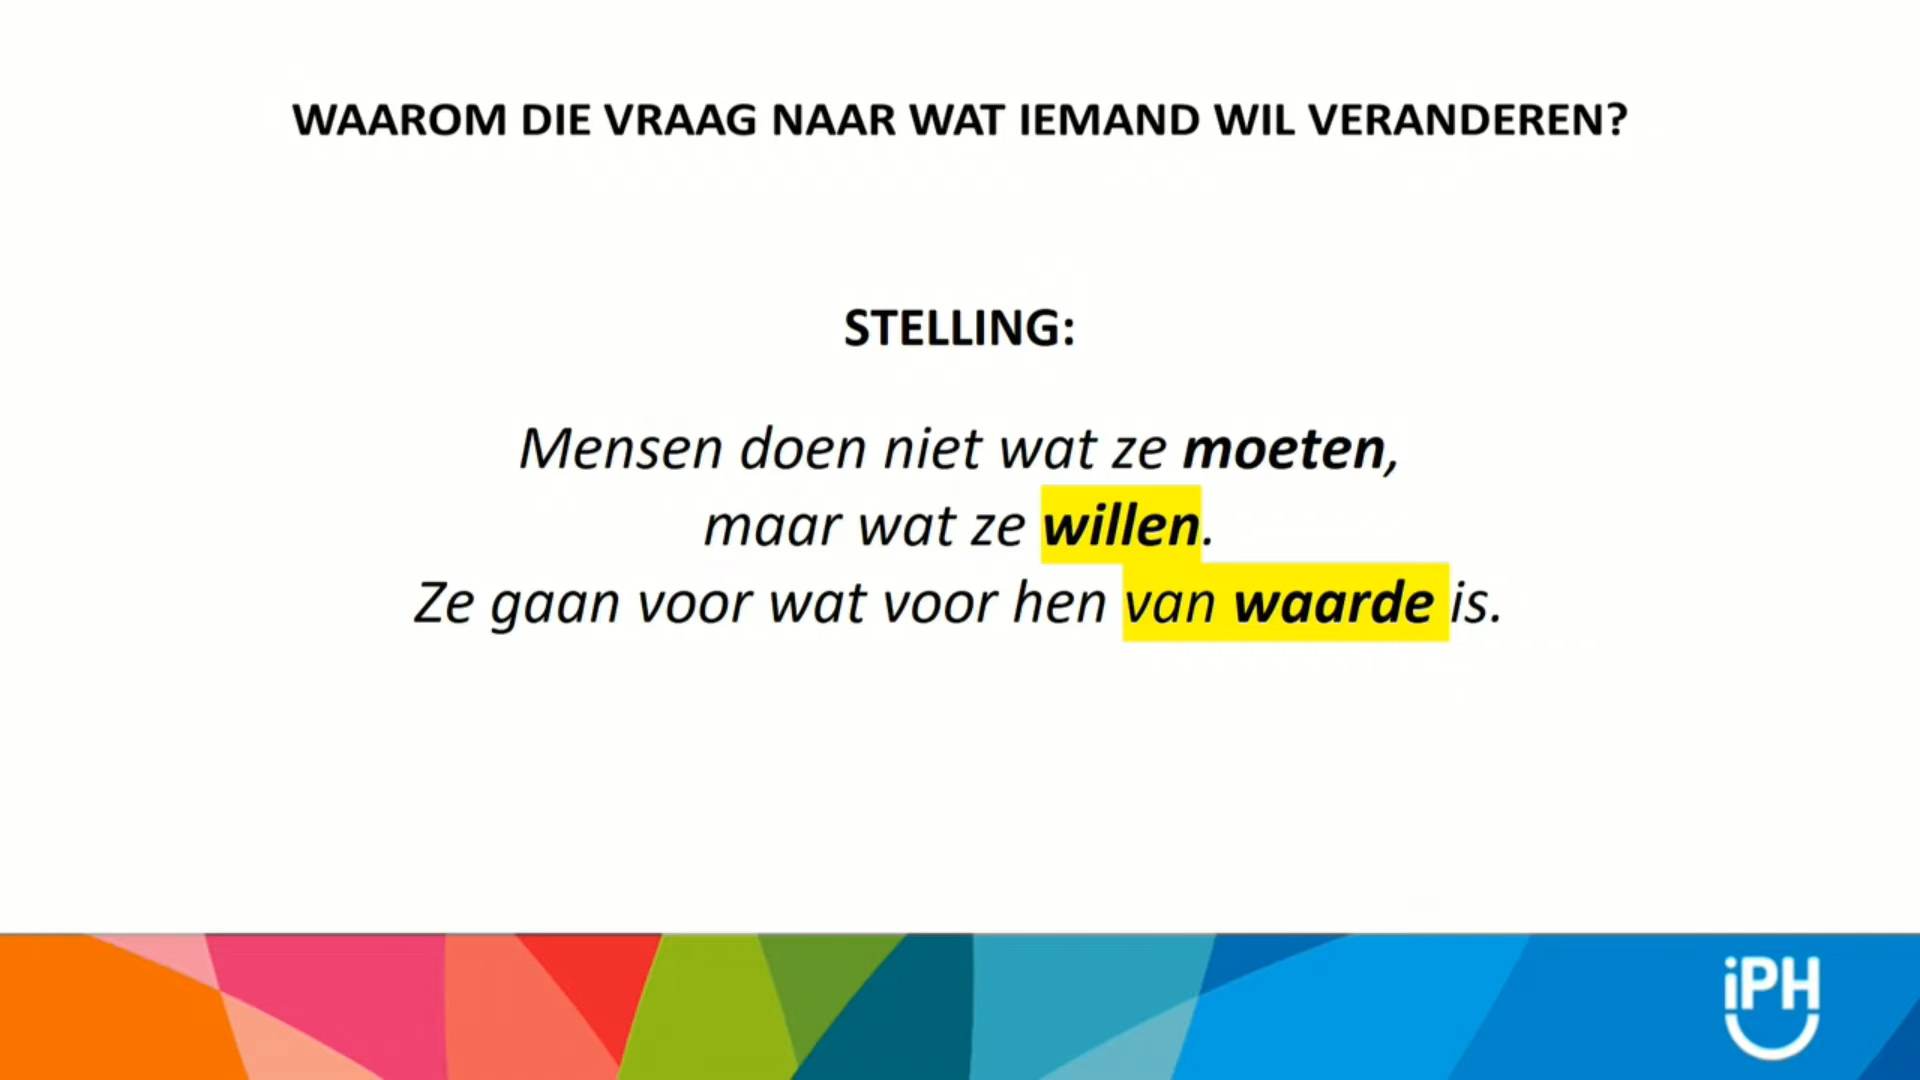 WAAROM DIE VRAAG NAAR WAT IEMAND WIL VERANDEREN?
STELLING:
Mensen doen niet wat ze moeten,
maar wat ze willen.
Ze gaan voor wat voor hen van waarde is.
iPH